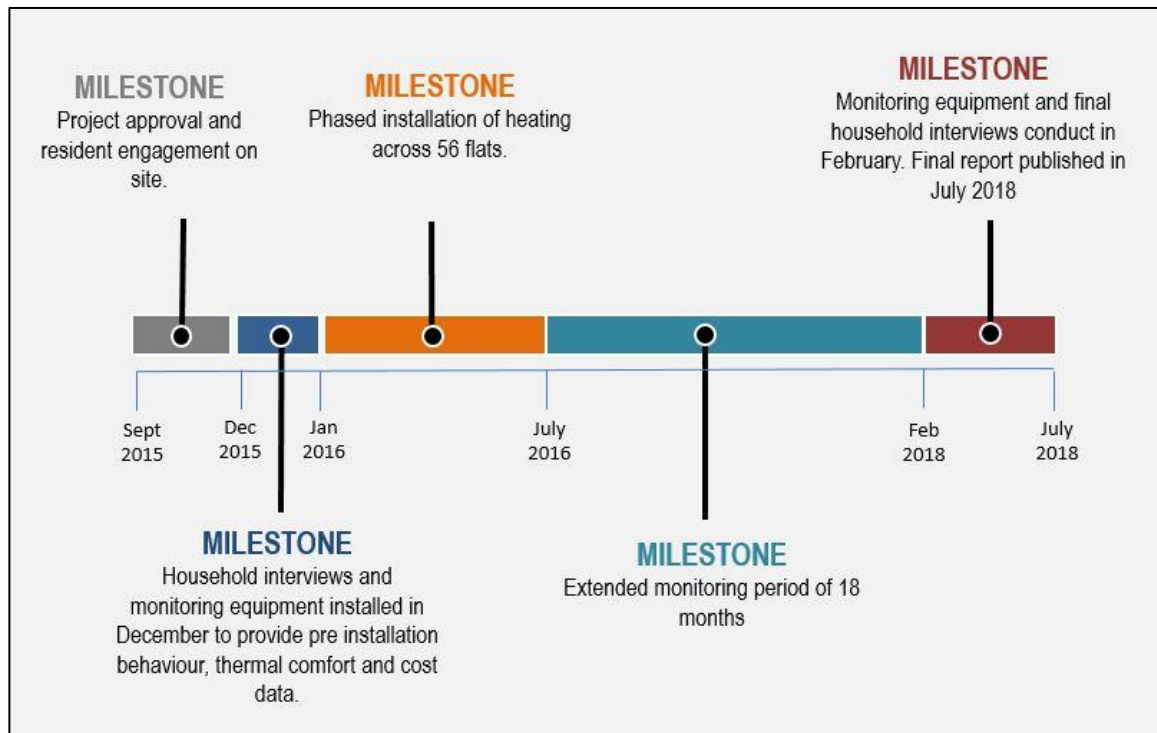 MILESTONE
Project approval and
resident engagement on
site.
MILESTONE
Phased installation of heating
across 56 flats.
MILESTONE
Monitoring equipment and final
household interviews conduct in
February. Final report published in
July 2018
Sept
2015
Dec
2015
Jan
2016
July
2016
Feb
2018
July
2018
MILESTONE
Household interviews and
monitoring equipment installed in
December to provide pre installation
behaviour, thermal comfort and cost
data.
MILESTONE
Extended monitoring period of 18
months